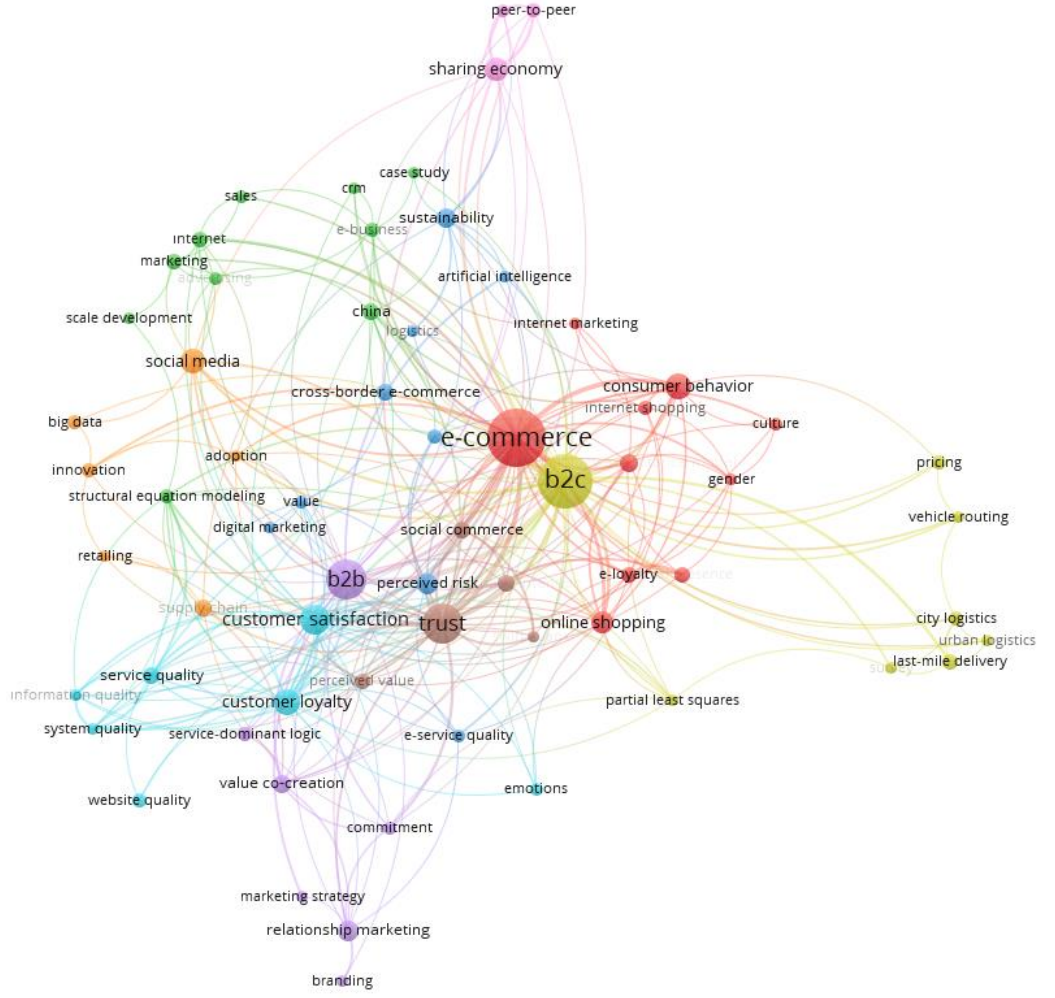 peer-to-peer
sharing economy
case study
crm
sales
sustainability
e-business
internet
marketing
advertising
artificial intelligence
china
scale development
internet marketing
logistics
social media
consumer behavior
cross-border e-commerce
internet shopping
big data
culture
e-commerce
adoption
pricing
innovation
b2c
gender
structural equation modeling
value
vehicle routing
digital marketing
social commerce
retailing
b2b
perceived risk
e-loyalty
supply chain
customer satisfaction
trust
online shopping
city logistics
urban logistics
last-mile delivery
survey
service quality
perceived value
information quality
customer loyalty
partial least squares
system quality
service-dominant logic
e-service quality
value co-creation
emotions
website quality
commitment
marketing strategy
relationship marketing
branding